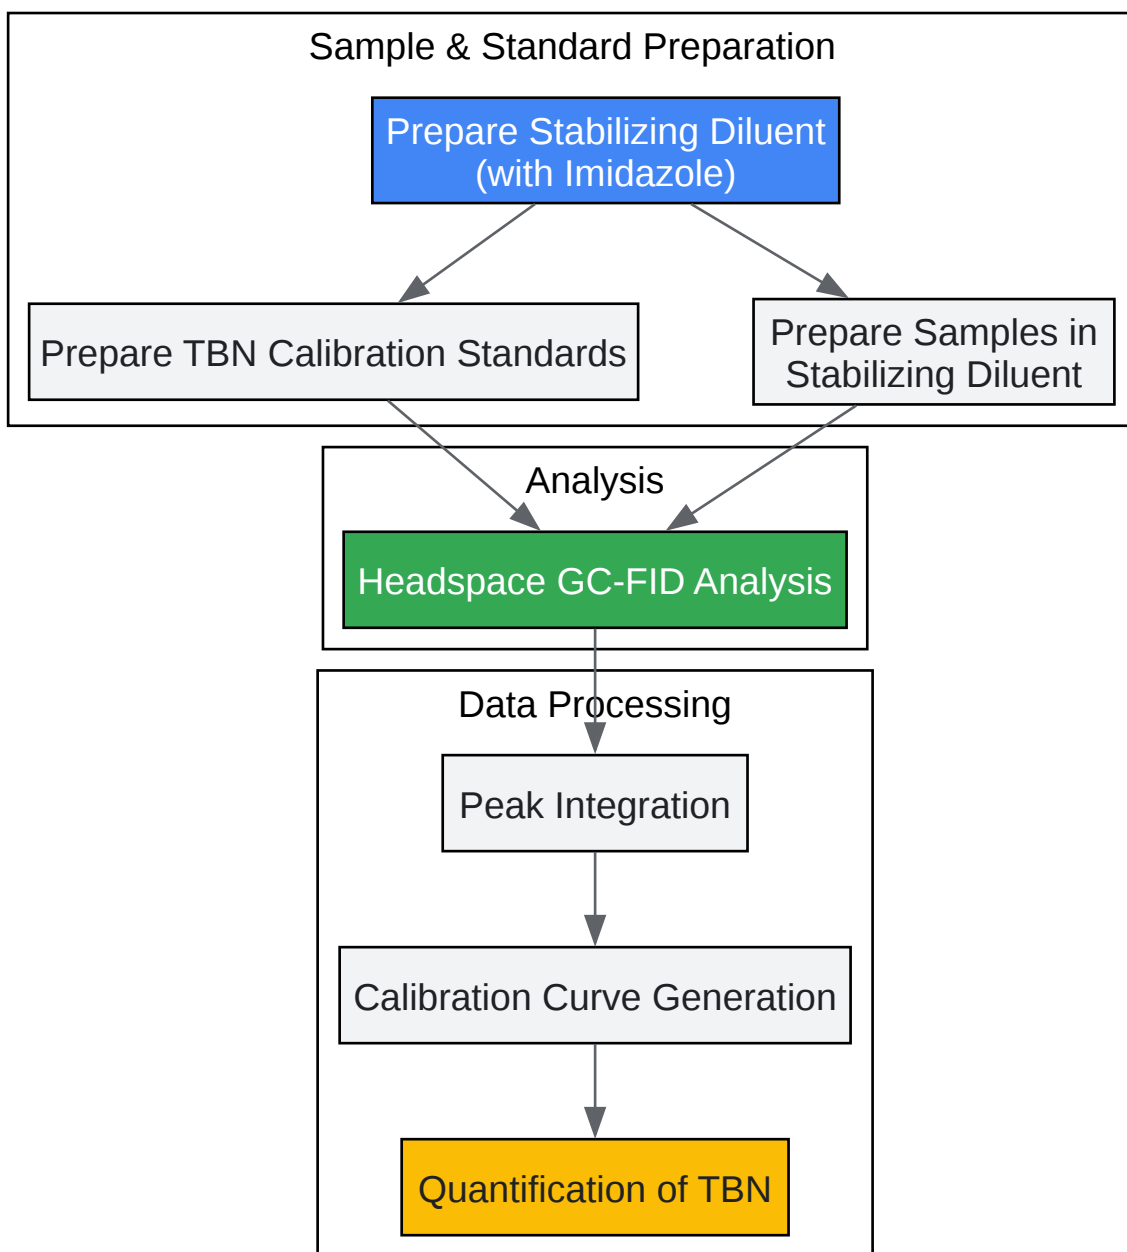 Sample & Standard Preparation
Prepare Stabilizing Diluent
(with Imidazole)
Prepare TBN Calibration Standards
Prepare Samples in
Stabilizing Diluent
Analysis
Headspace GC-FID Analysis
Data Processing
Peak Integration
Calibration Curve Generation
Quantification of TBN